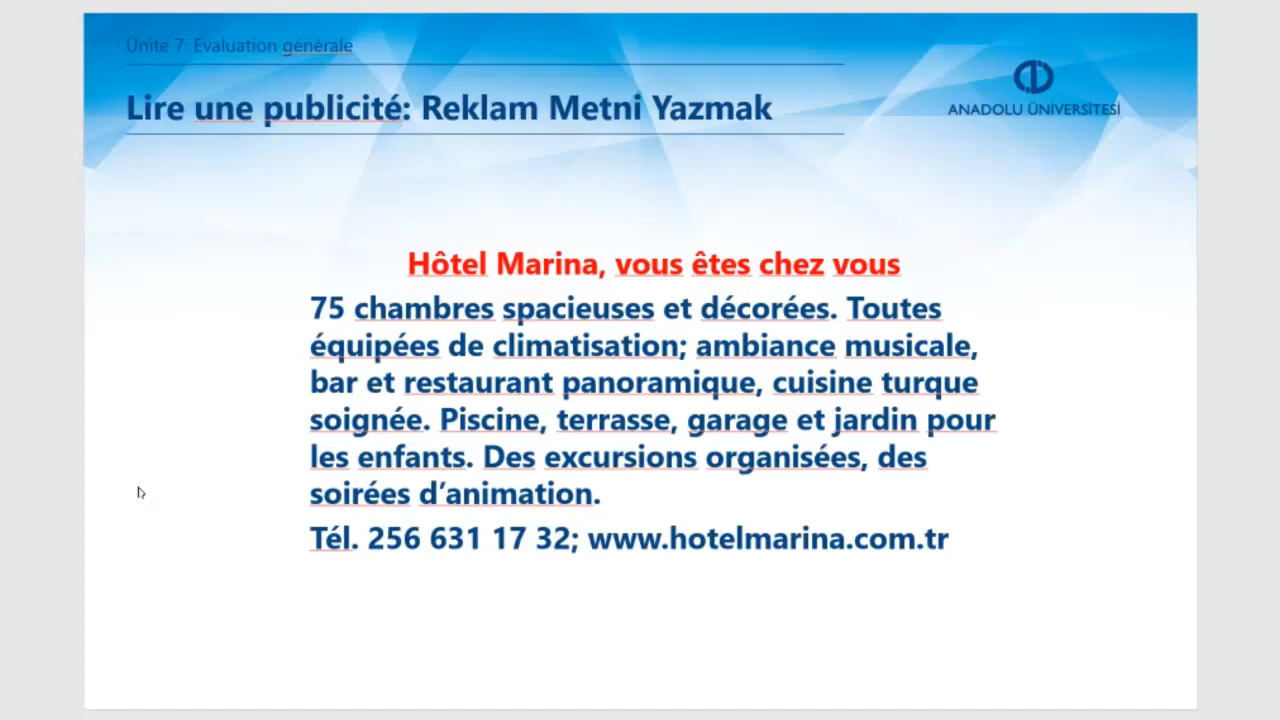 Ünite 7: Evaluation générale
Lire une publicité: Reklam Metni Yazmak
ANADOLU ÜNİVERSİTESİ
Hôtel Marina, vous êtes chez vous
75 chambres spacieuses et décorées. Toutes
équipées de climatisation; ambiance musicale,
bar et restaurant panoramique, cuisine turque
soignée. Piscine, terrasse, garage et jardin pour
les enfants. Des excursions organisées, des
soirées d’animation.
Tél. 256 631 17 32; www.hotelmarina.com.tr